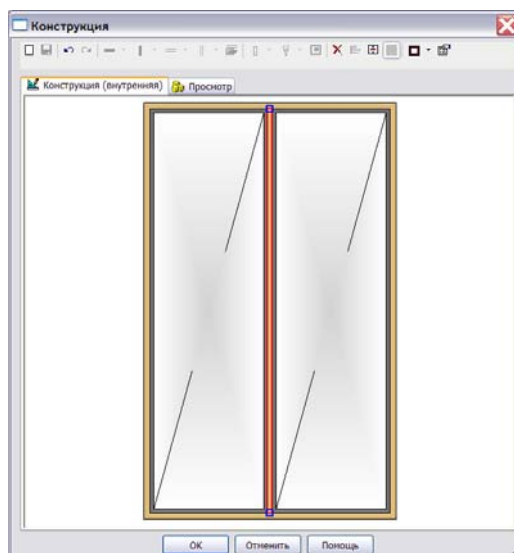 Конструкция
Конструкция (внутренняя) Просмотр
OK Отменить Помощь